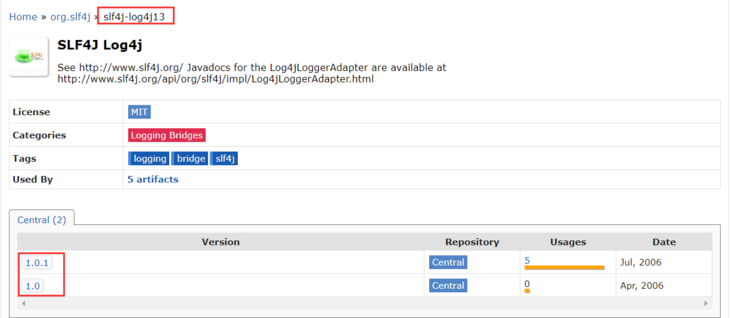 Home » org.slf4j » slf4j-log4j13
SLF4J Log4j
See http://www.slf4j.org/ Javadocs for the Log4jLoggerAdapter are available at
http://www.slf4j.org/api/org/slf4j/impl/Log4jLoggerAdapter.html
License MIT
Categories Logging Bridges
Tags logging bridge slf4j
Used By 5 artifacts
Central (2)
Version Repository Usages Date
1.0.1 Central 5 Jul, 2006
1.0 Central 0 Apr, 2006